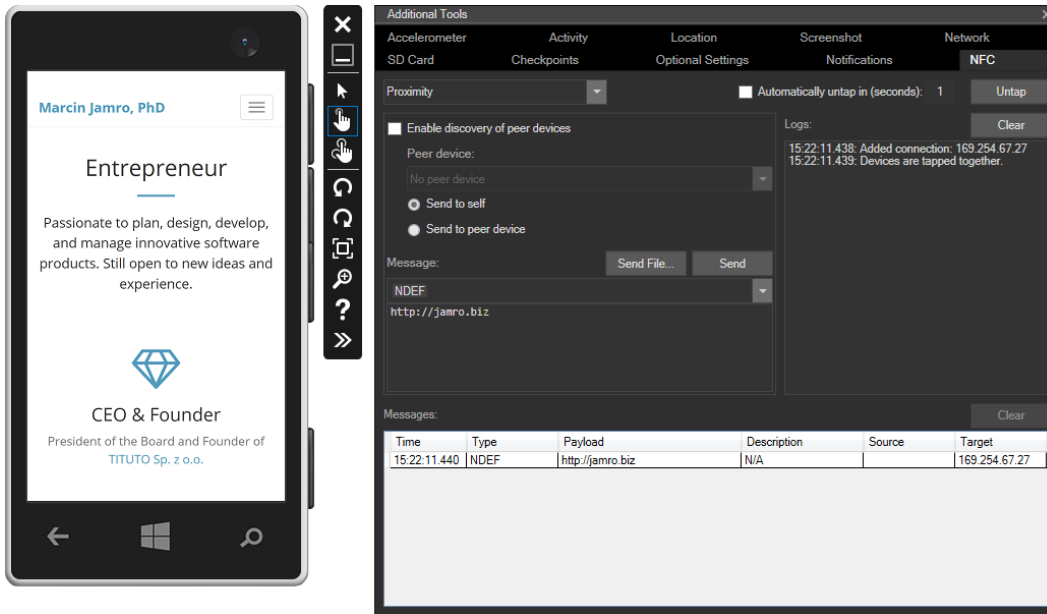 Marcin Jamro, PhD
Entrepreneur
Passionate to plan, design, develop,
and manage innovative software
products. Still open to new ideas and
experience.
CEO & Founder
President of the Board and Founder of
TITUTO Sp. z o.o.
?
Additional Tools
Accelerometer Activity Location Screenshot Network
SD Card Checkpoints Optional Settings Notifications NFC
Proximity Automatically untap in (seconds): 1 Untap
Enable discovery of peer devices
Peer device:
No peer device
Send to self
Send to peer device
Message: Send File... Send
NDEF
http://jamro.biz
Logs: Clear
15:22:11.438: Added connection: 169.254.67.27
15:22:11.439: Devices are tapped together.
Messages: Clear
Time Type Payload Description Source Target
15:22:11.440 NDEF http://jamro.biz N/A 169.254.67.27